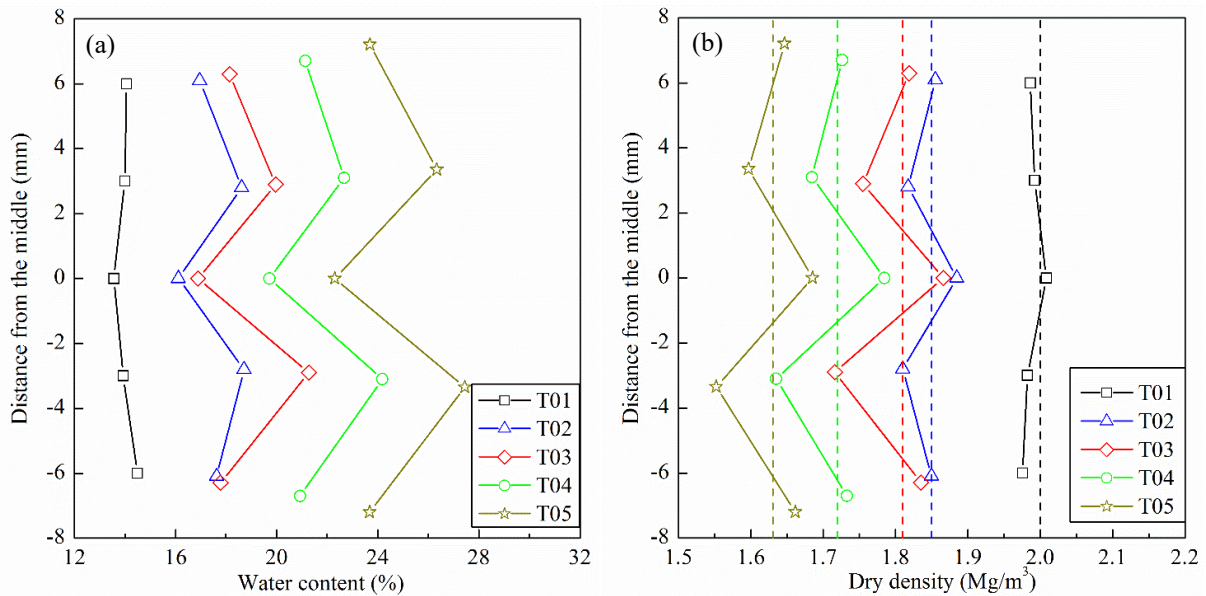 (a)
8
6
4
2
0
-2
-4
-6
-8
Distance from the middle (mm)
12 16 20 24 28 32
Water content (%)
T01
T02
T03
T04
T05
(b)
8
6
4
2
0
-2
-4
-6
-8
Distance from the middle (mm)
1.5 1.6 1.7 1.8 1.9 2.0 2.1 2.2
Dry density (Mg/m³)
T01
T02
T03
T04
T05